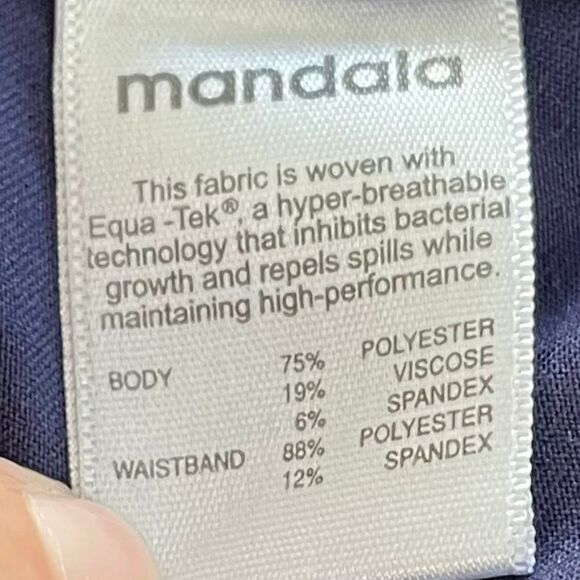 mandala
This fabric is woven with
Equa -Tek®, a hyper-breathable
technology that inhibits bacterial
growth and repels spills while
maintaining high-performance.
BODY 75% POLYESTER
19% VISCOSE
6% SPANDEX
WAISTBAND 88% POLYESTER
12% SPANDEX